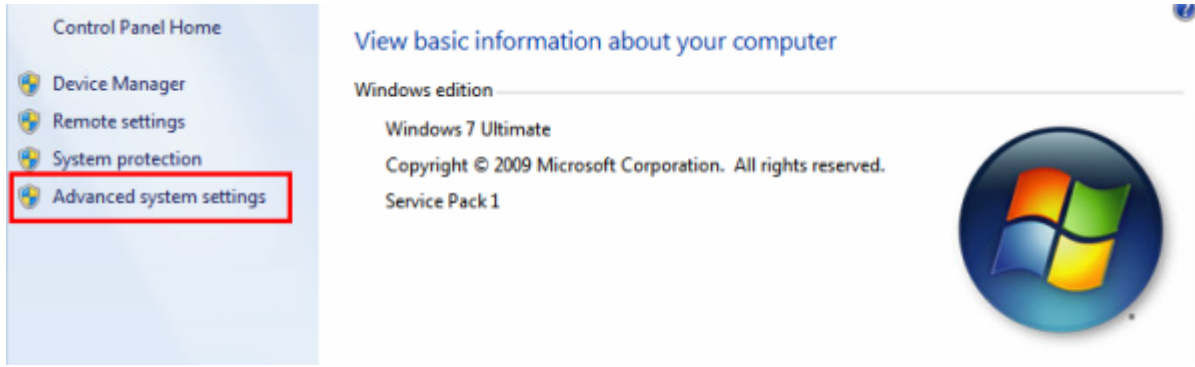 Control Panel Home
Device Manager
Remote settings
System protection
Advanced system settings
View basic information about your computer
Windows edition
Windows 7 Ultimate
Copyright © 2009 Microsoft Corporation. All rights reserved.
Service Pack 1
?